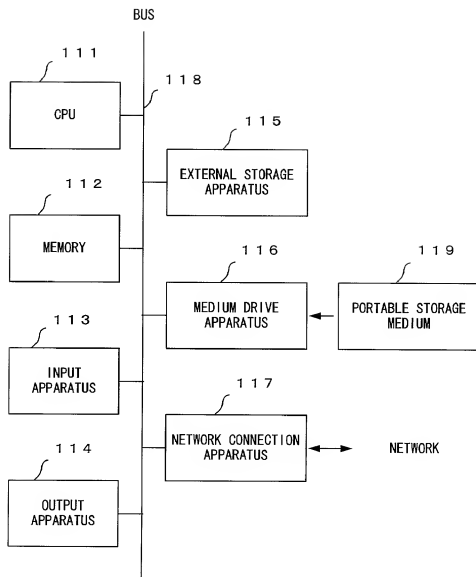 BUS
111
118
CPU
115
EXTERNAL STORAGE
APPARATUS
112
MEMORY
116
119
MEDIUM DRIVE
APPARATUS
PORTABLE STORAGE
MEDIUM
113
INPUT
APPARATUS
117
NETWORK CONNECTION
APPARATUS
NETWORK
114
OUTPUT
APPARATUS